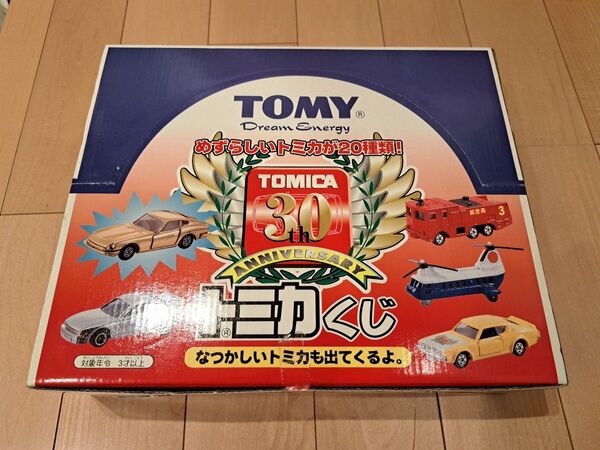 TOMY®
Dream Energy
めずらしいトミカが20種類!
TOMICA
30th
ANNIVERSARY
3
トミカ®くじ
対象年令 3才以上
なつかしいトミカも出てくるよ。